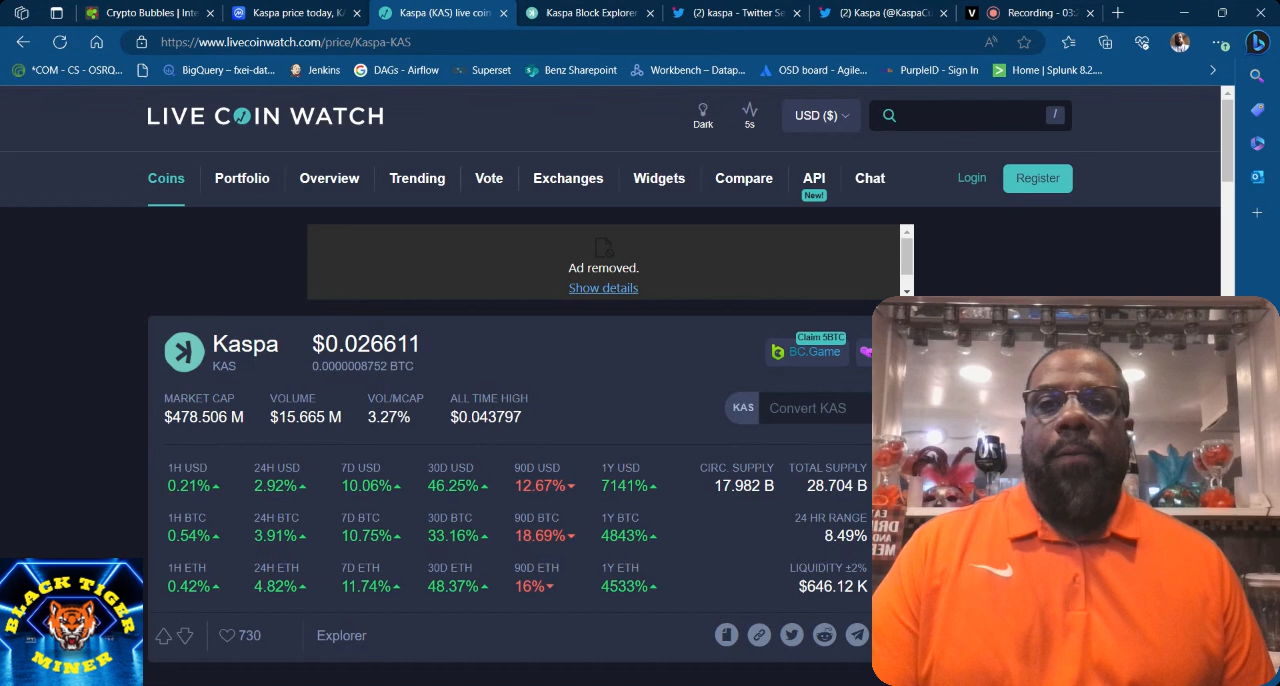 Crypto Bubbles | Inte
Kaspa price today, KA
Kaspa (KAS) live coin
Kaspa Block Explorer
(2) kaspa - Twitter Se
(2) Kaspa (@KaspaCu
V
Recording - 03:
https://www.livecoinwatch.com/price/Kaspa-KAS
*COM - CS - OSRQ...
BigQuery – fxei-dat...
Jenkins
DAGs - Airflow
Superset
Benz Sharepoint
Workbench – Datap...
OSD board - Agile...
PurpleID - Sign In
Home | Splunk 8.2....
LIVE COIN WATCH
Dark
5s
USD ($)
/
Coins
Portfolio
Overview
Trending
Vote
Exchanges
Widgets
Compare
API
New!
Chat
Login
Register
Ad removed.
Show details
Kaspa
KAS
$0.026611
0.0000008752 BTC
Claim 5BTC
BC.Game
MARKET CAP VOLUME VOL/MCAP ALL TIME HIGH
$478.506 M $15.665 M 3.27% $0.043797
KAS Convert KAS
1H USD 24H USD 7D USD 30D USD 90D USD 1Y USD CIRC. SUPPLY TOTAL SUPPLY
0.21% 2.92% 10.06% 46.25% 12.67% 7141% 17.982 B 28.704 B
1H BTC 24H BTC 7D BTC 30D BTC 90D BTC 1Y BTC 24 HR RANGE
0.54% 3.91% 10.75% 33.16% 18.69% 4843% 8.49%
1H ETH 24H ETH 7D ETH 30D ETH 90D ETH 1Y ETH LIQUIDITY ±2%
0.42% 4.82% 11.74% 48.37% 16% 4533% $646.12 K
730
Explorer
BLACK TIGER
MINER
EA
DRI
AND
ME